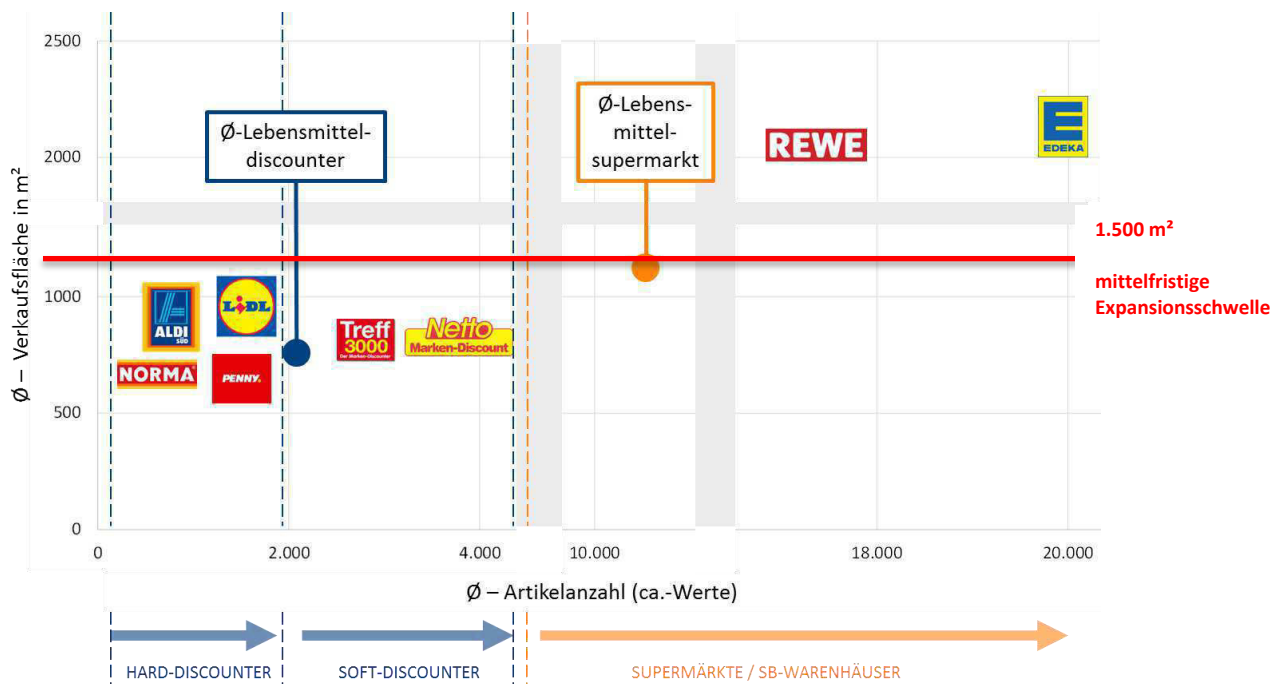 2500
2000
1000
500
0
Ø – Verkaufsfläche in m²
Ø-Lebensmittel-
discounter
Ø-Lebens-
mittel-
supermarkt
REWE
E
EDEKA
1.500 m²
mittelfristige
Expansionsschwelle
ALDI
SÜD
LiDL
NORMA®
PENNY.
Treff
3000
Der Marken-Discounter
Netto
Marken-Discount
0
2.000
4.000
10.000
18.000
20.000
Ø – Artikelanzahl (ca.-Werte)
HARD-DISCOUNTER
SOFT-DISCOUNTER
SUPERMÄRKTE / SB-WARENHÄUSER